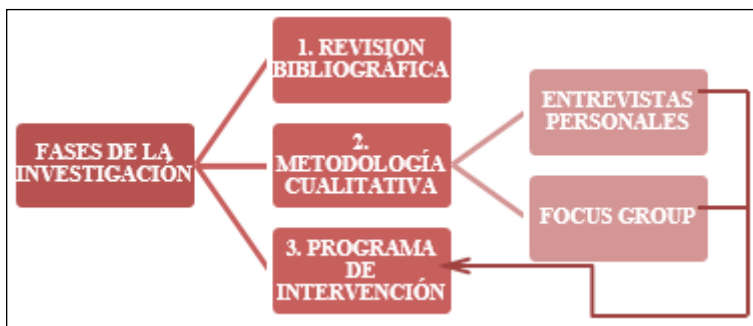 FASES DE LA
INVESTIGACIÓN
1. REVISION
BIBLIOGRÁFICA
2.
METODOLOGÍA
CUALITATIVA
3. PROGRAMA
DE
INTERVENCIÓN
ENTREVISTAS
PERSONALES
FOCUS GROUP